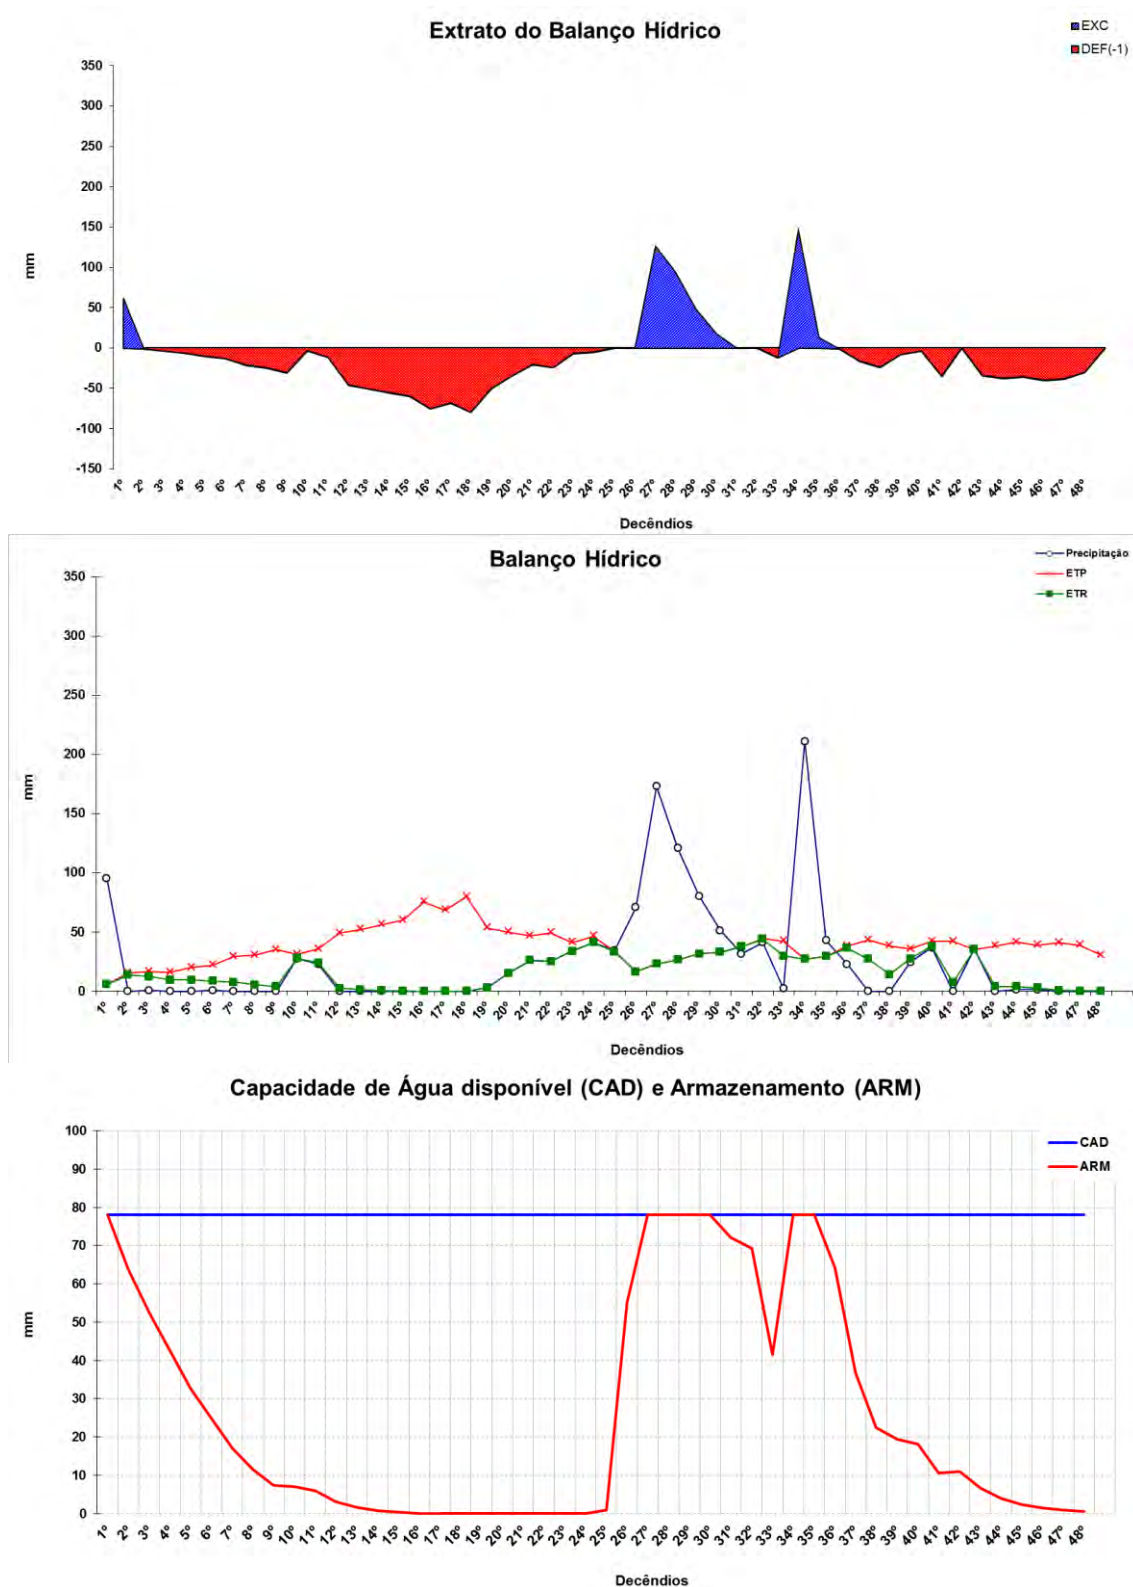 Extrato do Balanço Hídrico
EXC
DEF(-1)
350
300
250
200
150
100
50
0
-50
-100
-150
mm
1º 2º 3º 4º 5º 6º 7º 8º 9º 10º 11º 12º 13º 14º 15º 16º 17º 18º 19º 20º 21º 22º 23º 24º 25º 26º 27º 28º 29º 30º 31º 32º 33º 34º 35º 36º 37º 38º 39º 40º 41º 42º 43º 44º 45º 46º 47º 48º
Decêndios
Balanço Hídrico
Precipitação
ETP
ETR
350
300
250
200
150
100
50
0
mm
1º 2º 3º 4º 5º 6º 7º 8º 9º 10º 11º 12º 13º 14º 15º 16º 17º 18º 19º 20º 21º 22º 23º 24º 25º 26º 27º 28º 29º 30º 31º 32º 33º 34º 35º 36º 37º 38º 39º 40º 41º 42º 43º 44º 45º 46º 47º 48º
Decêndios
Capacidade de Água disponível (CAD) e Armazenamento (ARM)
CAD
ARM
100
90
80
70
60
50
40
30
20
10
0
mm
1º 2º 3º 4º 5º 6º 7º 8º 9º 10º 11º 12º 13º 14º 15º 16º 17º 18º 19º 20º 21º 22º 23º 24º 25º 26º 27º 28º 29º 30º 31º 32º 33º 34º 35º 36º 37º 38º 39º 40º 41º 42º 43º 44º 45º 46º 47º 48º
Decêndios